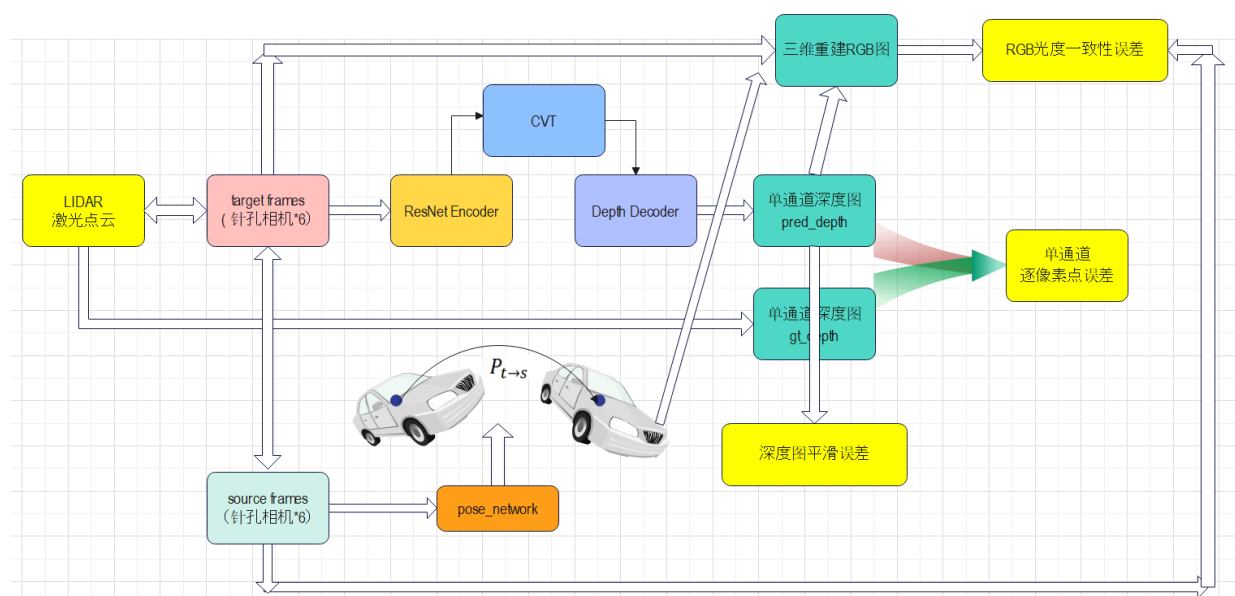 三维重建RGB图
RGB光度一致性误差
CVT
LIDAR
激光点云
target frames
( 针孔相机*6)
ResNet Encoder
Depth Decoder
单通道深度图
pred_depth
单通道
逐像素点误差
单通道深度图
gt_depth
P t→s
深度图平滑误差
source frames
(针孔相机*6)
pose_network